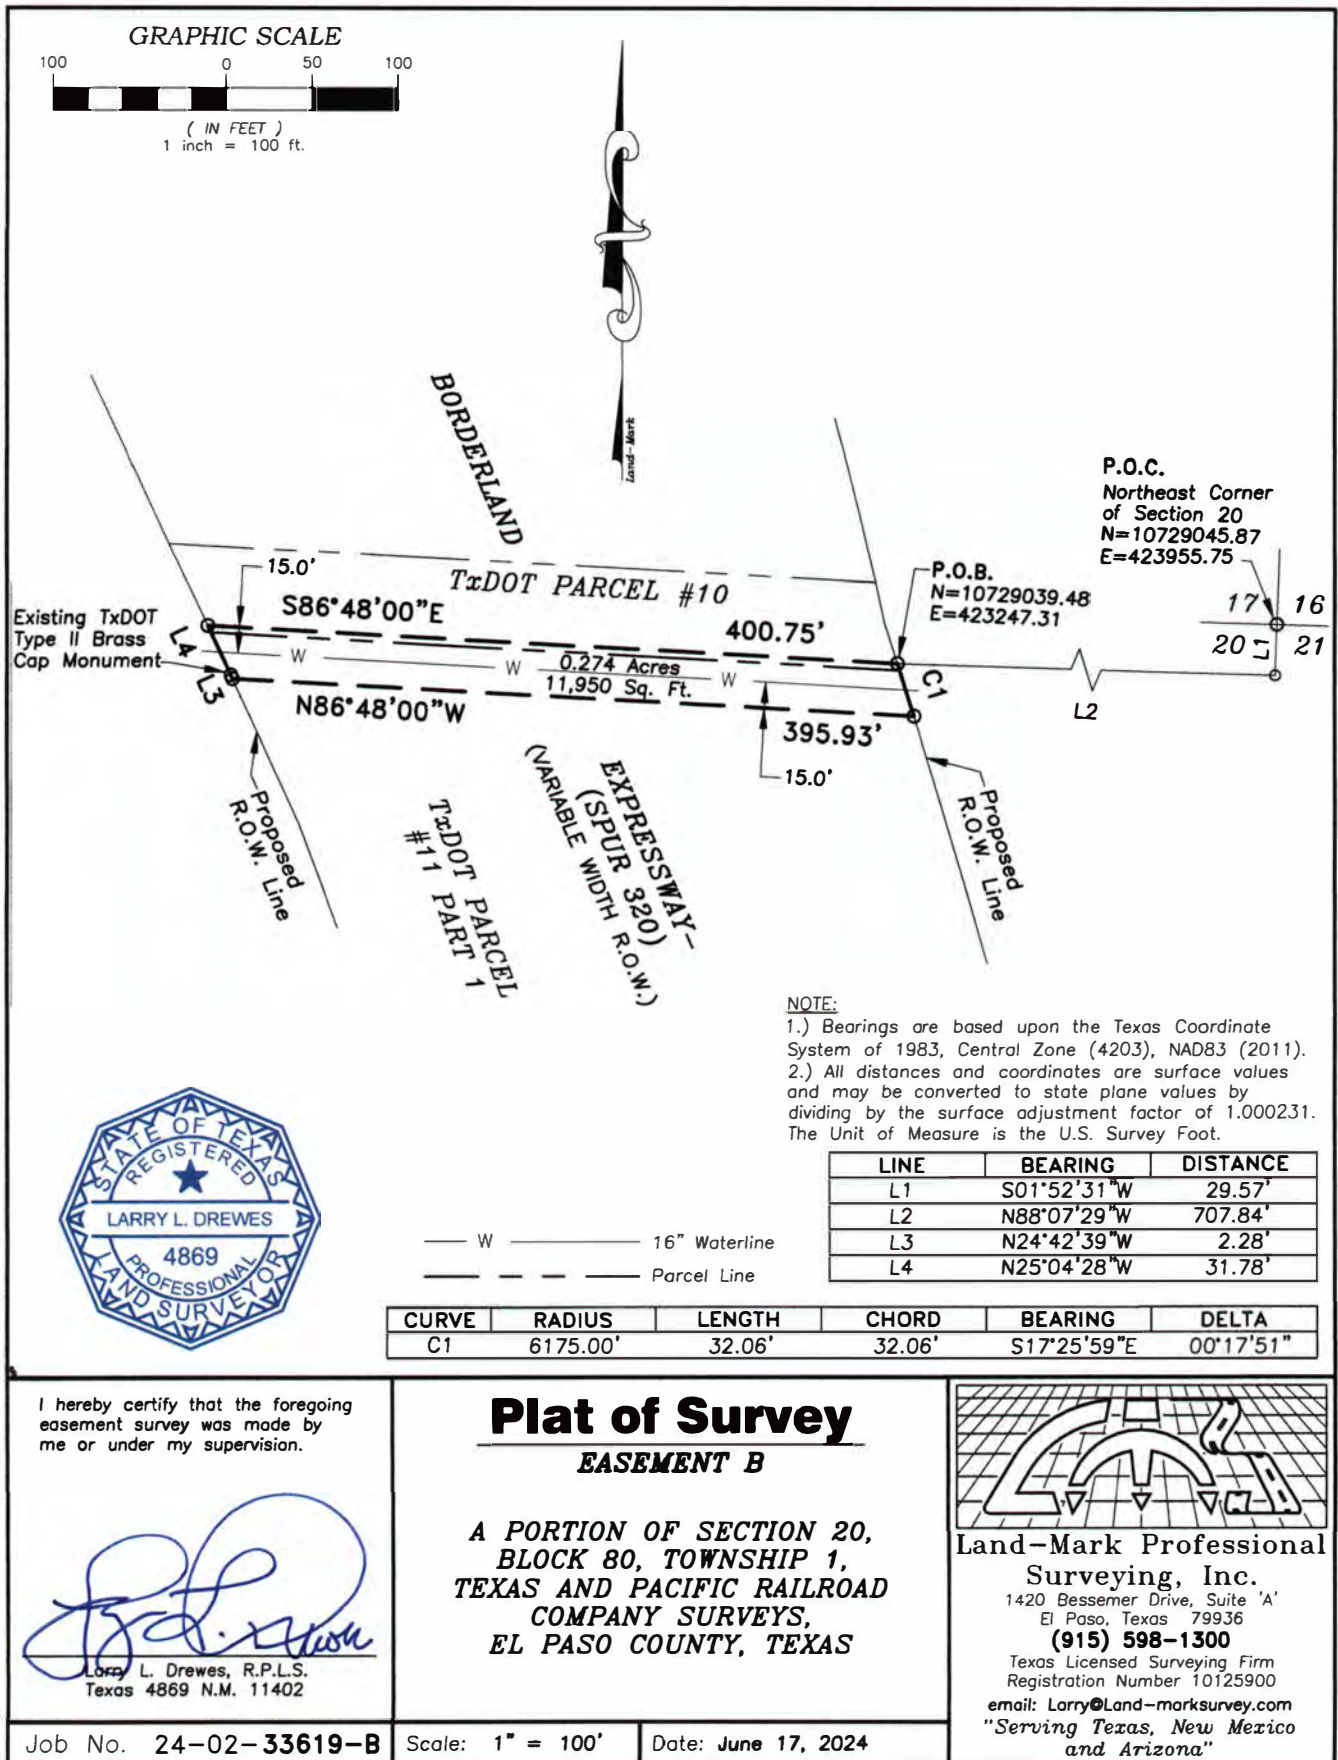 GRAPHIC SCALE
100 0 50 100
( IN FEET )
1 inch = 100 ft.
Land-Mark
BORDERLAND
TxDOT PARCEL #10
P.O.C.
Northeast Corner
of Section 20
N=10729045.87
E=423955.75
17 16
20 21
L1
P.O.B.
N=10729039.48
E=423247.31
15.0'
S86°48'00"E
400.75'
Existing TxDOT
Type II Brass
Cap Monument
L4
L3
W W W
0.274 Acres
11,950 Sq. Ft.
C1
L2
N86°48'00"W
395.93'
15.0'
Proposed
R.O.W. Line
TxDOT PARCEL
#11 PART 1
EXPRESSWAY-
(SPUR 320)
(VARIABLE WIDTH R.O.W.)
Proposed
R.O.W. Line
NOTE:
1.) Bearings are based upon the Texas Coordinate
System of 1983, Central Zone (4203), NAD83 (2011).
2.) All distances and coordinates are surface values
and may be converted to state plane values by
dividing by the surface adjustment factor of 1.000231.
The Unit of Measure is the U.S. Survey Foot.
STATE OF TEXAS
REGISTERED
LARRY L. DREWES
4869
PROFESSIONAL
LAND SURVEYOR
W 16" Waterline
Parcel Line
LINE BEARING DISTANCE
L1 S01°52'31"W 29.57'
L2 N88°07'29"W 707.84'
L3 N24°42'39"W 2.28'
L4 N25°04'28"W 31.78'
CURVE RADIUS LENGTH CHORD BEARING DELTA
C1 6175.00' 32.06' 32.06' S17°25'59"E 00°17'51"
I hereby certify that the foregoing
easement survey was made by
me or under my supervision.
Larry L. Drewes, R.P.L.S.
Texas 4869 N.M. 11402
Job No. 24-02-33619-B
Plat of Survey
EASEMENT B
A PORTION OF SECTION 20,
BLOCK 80, TOWNSHIP 1,
TEXAS AND PACIFIC RAILROAD
COMPANY SURVEYS,
EL PASO COUNTY, TEXAS
Scale: 1" = 100'
Date: June 17, 2024
Land-Mark Professional
Surveying, Inc.
1420 Bessemer Drive, Suite 'A'
El Paso, Texas 79936
(915) 598-1300
Texas Licensed Surveying Firm
Registration Number 10125900
email: Larry@Land-marksurvey.com
"Serving Texas, New Mexico
and Arizona"